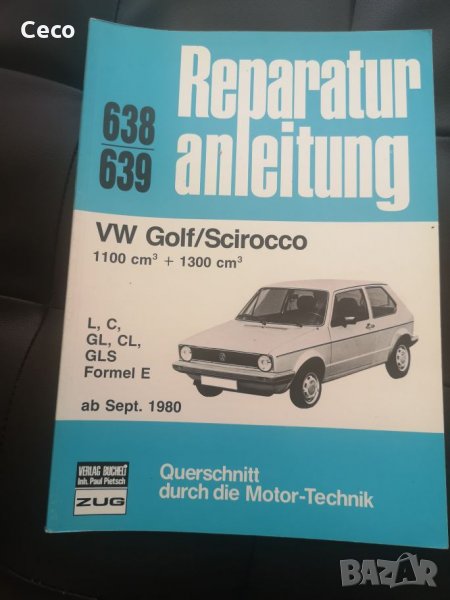 Ceco
Reparatur
anleitung
638
639
VW Golf/Scirocco
1100 cm³ + 1300 cm³
L, C,
GL, CL,
GLS
Formel E
ab Sept. 1980
VERLAG BUCHELI
Inh. Paul Pietsch
ZUG
Querschnitt
durch die Motor-Technik
BAZAR